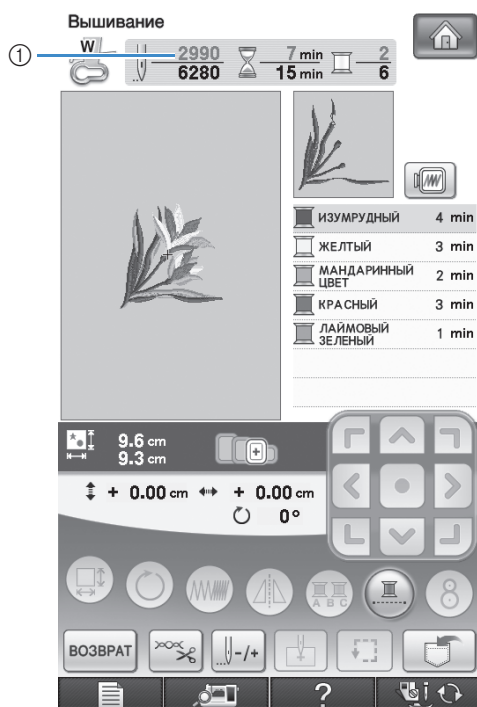 Вышивание
①
W
2990 7 min 2
6280 15 min 6
ИЗУМРУДНЫЙ 4 min
ЖЕЛТЫЙ 3 min
МАНДАРИННЫЙ
ЦВЕТ 2 min
КРАСНЫЙ 3 min
ЛАЙМОВЫЙ
ЗЕЛЕНЫЙ 1 min
9.6 cm
9.3 cm
+ 0.00 cm + 0.00 cm
0°
A B C
8
ВОЗВРАТ
-/+
?